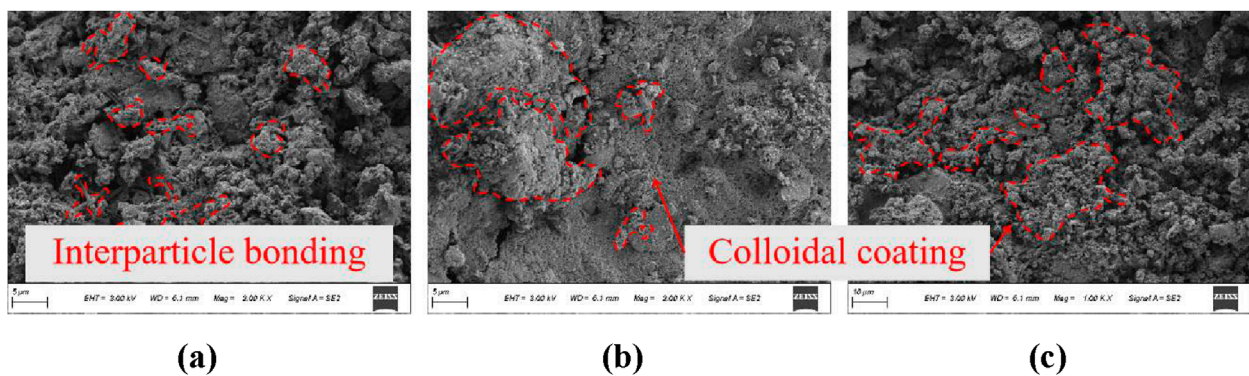 Interparticle bonding
Colloidal coating
5 µm EHT = 3.00 kV WD = 6.1 mm Mag = 2.00 K X Signal A = SE2 ZEISS
5 µm EHT = 3.00 kV WD = 6.1 mm Mag = 2.00 K X Signal A = SE2 ZEISS
10 µm EHT = 3.00 kV WD = 6.1 mm Mag = 1.00 K X Signal A = SE2 ZEISS
(a)
(b)
(c)